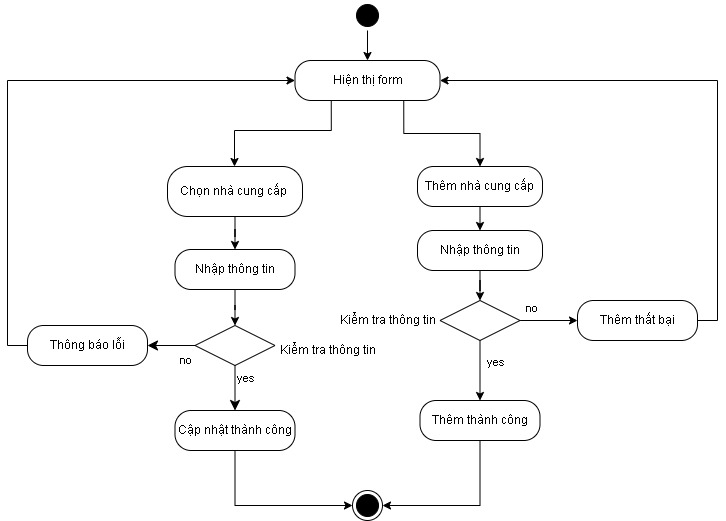 Hiện thị form
Chọn nhà cung cấp
Thêm nhà cung cấp
Nhập thông tin
Nhập thông tin
Kiểm tra thông tin
no
Thêm thất bại
Thông báo lỗi
no
Kiểm tra thông tin
yes
yes
Cập nhật thành công
Thêm thành công